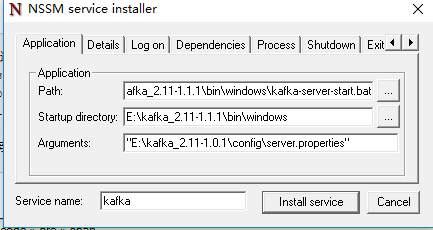 NSSM service installer
Application Details Log on Dependencies Process Shutdown Exit
Application
Path: afka_2.11-1.1.1\bin\windows\kafka-server-start.bat ...
Startup directory: E:\kafka_2.11-1.1.1\bin\windows ...
Arguments: "E:\kafka_2.11-1.0.1\config\server.properties"
Service name: kafka Install service Cancel